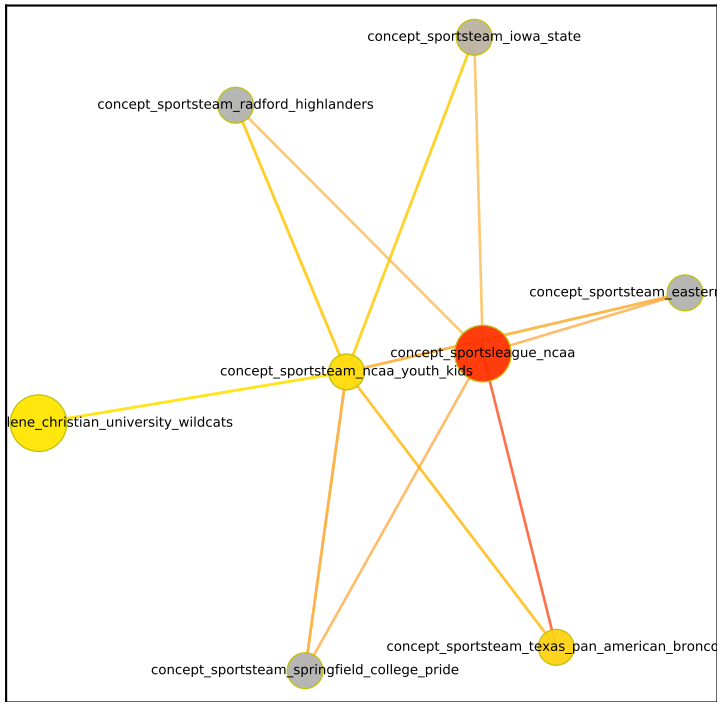 concept_sportsteam_iowa_state
concept_sportsteam_radford_highlanders
concept_sportsteam_eastern
concept_sportsleague_ncaa
concept_sportsteam_ncaa_youth_kids
lene_christian_university_wildcats
concept_sportsteam_texas_pan_american_bronco
concept_sportsteam_springfield_college_pride